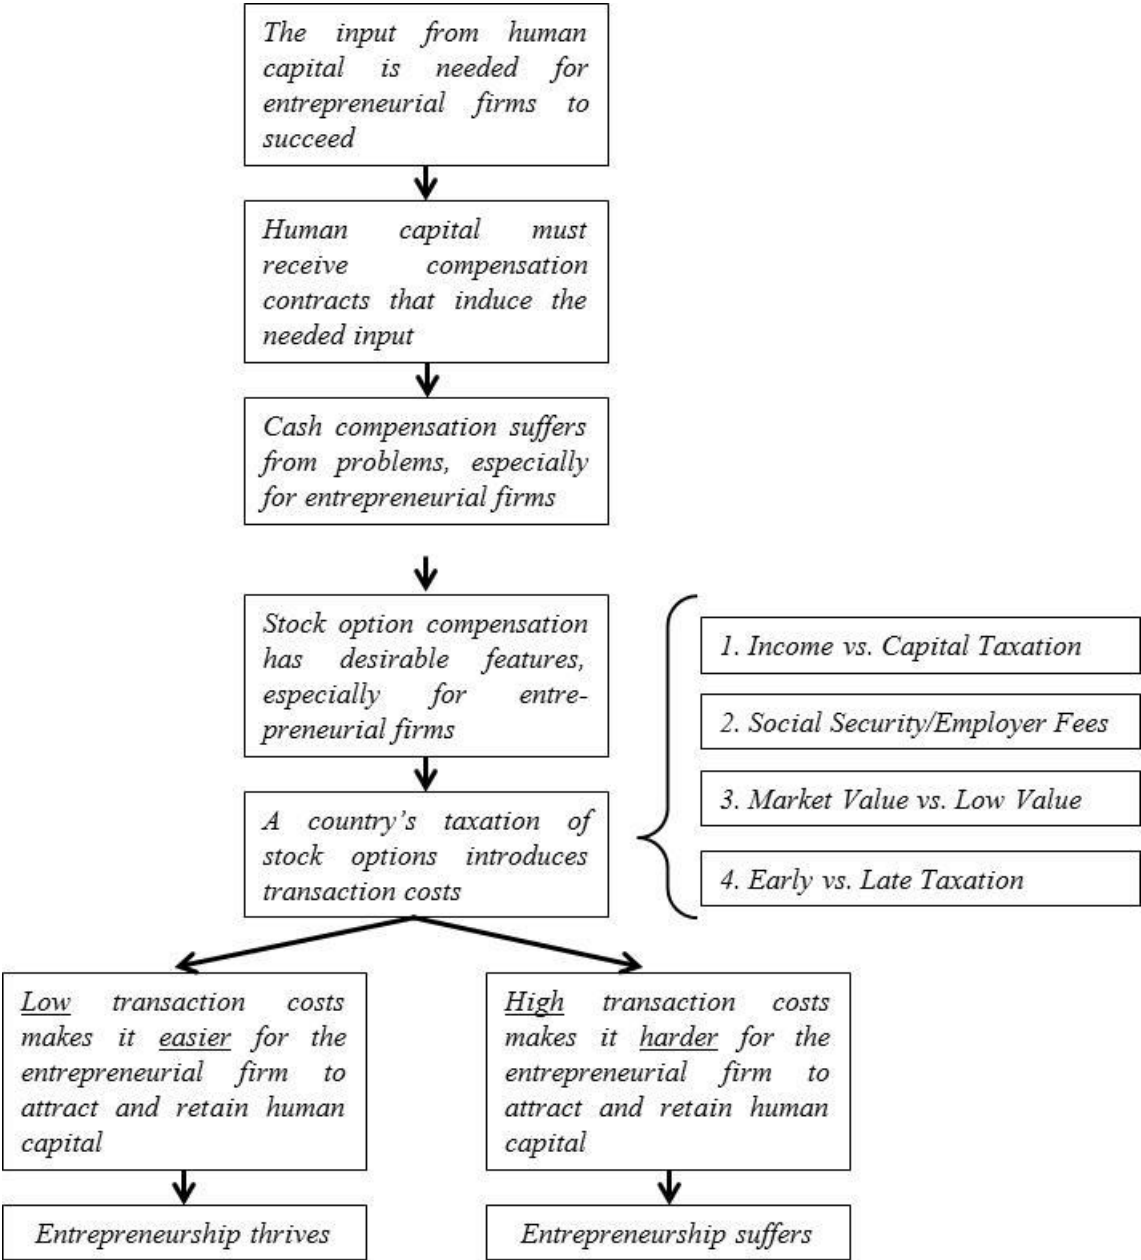 The input from human
capital is needed for
entrepreneurial firms to
succeed
Human capital must
receive compensation
contracts that induce the
needed input
Cash compensation suffers
from problems, especially
for entrepreneurial firms
Stock option compensation
has desirable features,
especially for entre-
preneurial firms
A country’s taxation of
stock options introduces
transaction costs
1. Income vs. Capital Taxation
2. Social Security/Employer Fees
3. Market Value vs. Low Value
4. Early vs. Late Taxation
Low transaction costs
makes it easier for the
entrepreneurial firm to
attract and retain human
capital
High transaction costs
makes it harder for the
entrepreneurial firm to
attract and retain human
capital
Entrepreneurship thrives
Entrepreneurship suffers